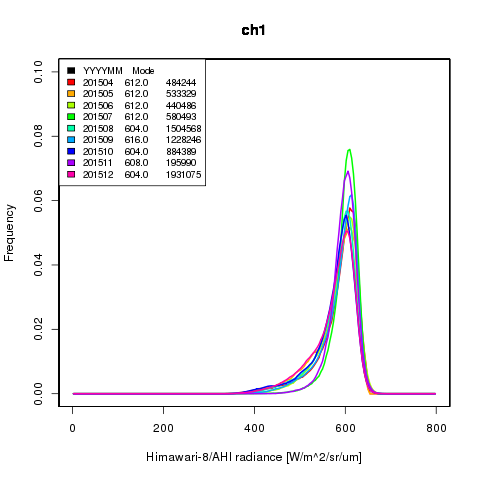 ch1
YYYYMM Mode
201504 612.0 484244
201505 612.0 533329
201506 612.0 440486
201507 612.0 580493
201508 604.0 1504568
201509 616.0 1228246
201510 604.0 884389
201511 608.0 195990
201512 604.0 1931075
Frequency
0.10
0.08
0.06
0.04
0.02
0.00
0 200 400 600 800
Himawari-8/AHI radiance [W/m^2/sr/um]